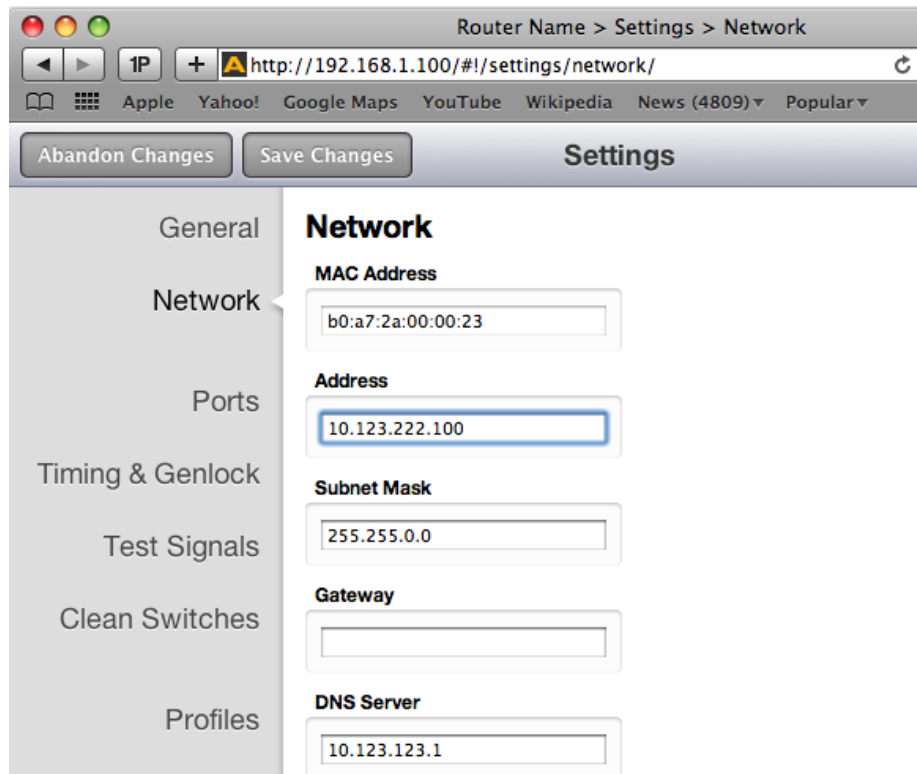 Router Name > Settings > Network
1P
+
http://192.168.1.100/#!/settings/network/
Apple Yahoo! Google Maps YouTube Wikipedia News (4809) Popular
Abandon Changes Save Changes Settings
General
Network
Ports
Timing & Genlock
Test Signals
Clean Switches
Profiles
Network
MAC Address
b0:a7:2a:00:00:23
Address
10.123.222.100
Subnet Mask
255.255.0.0
Gateway
DNS Server
10.123.123.1